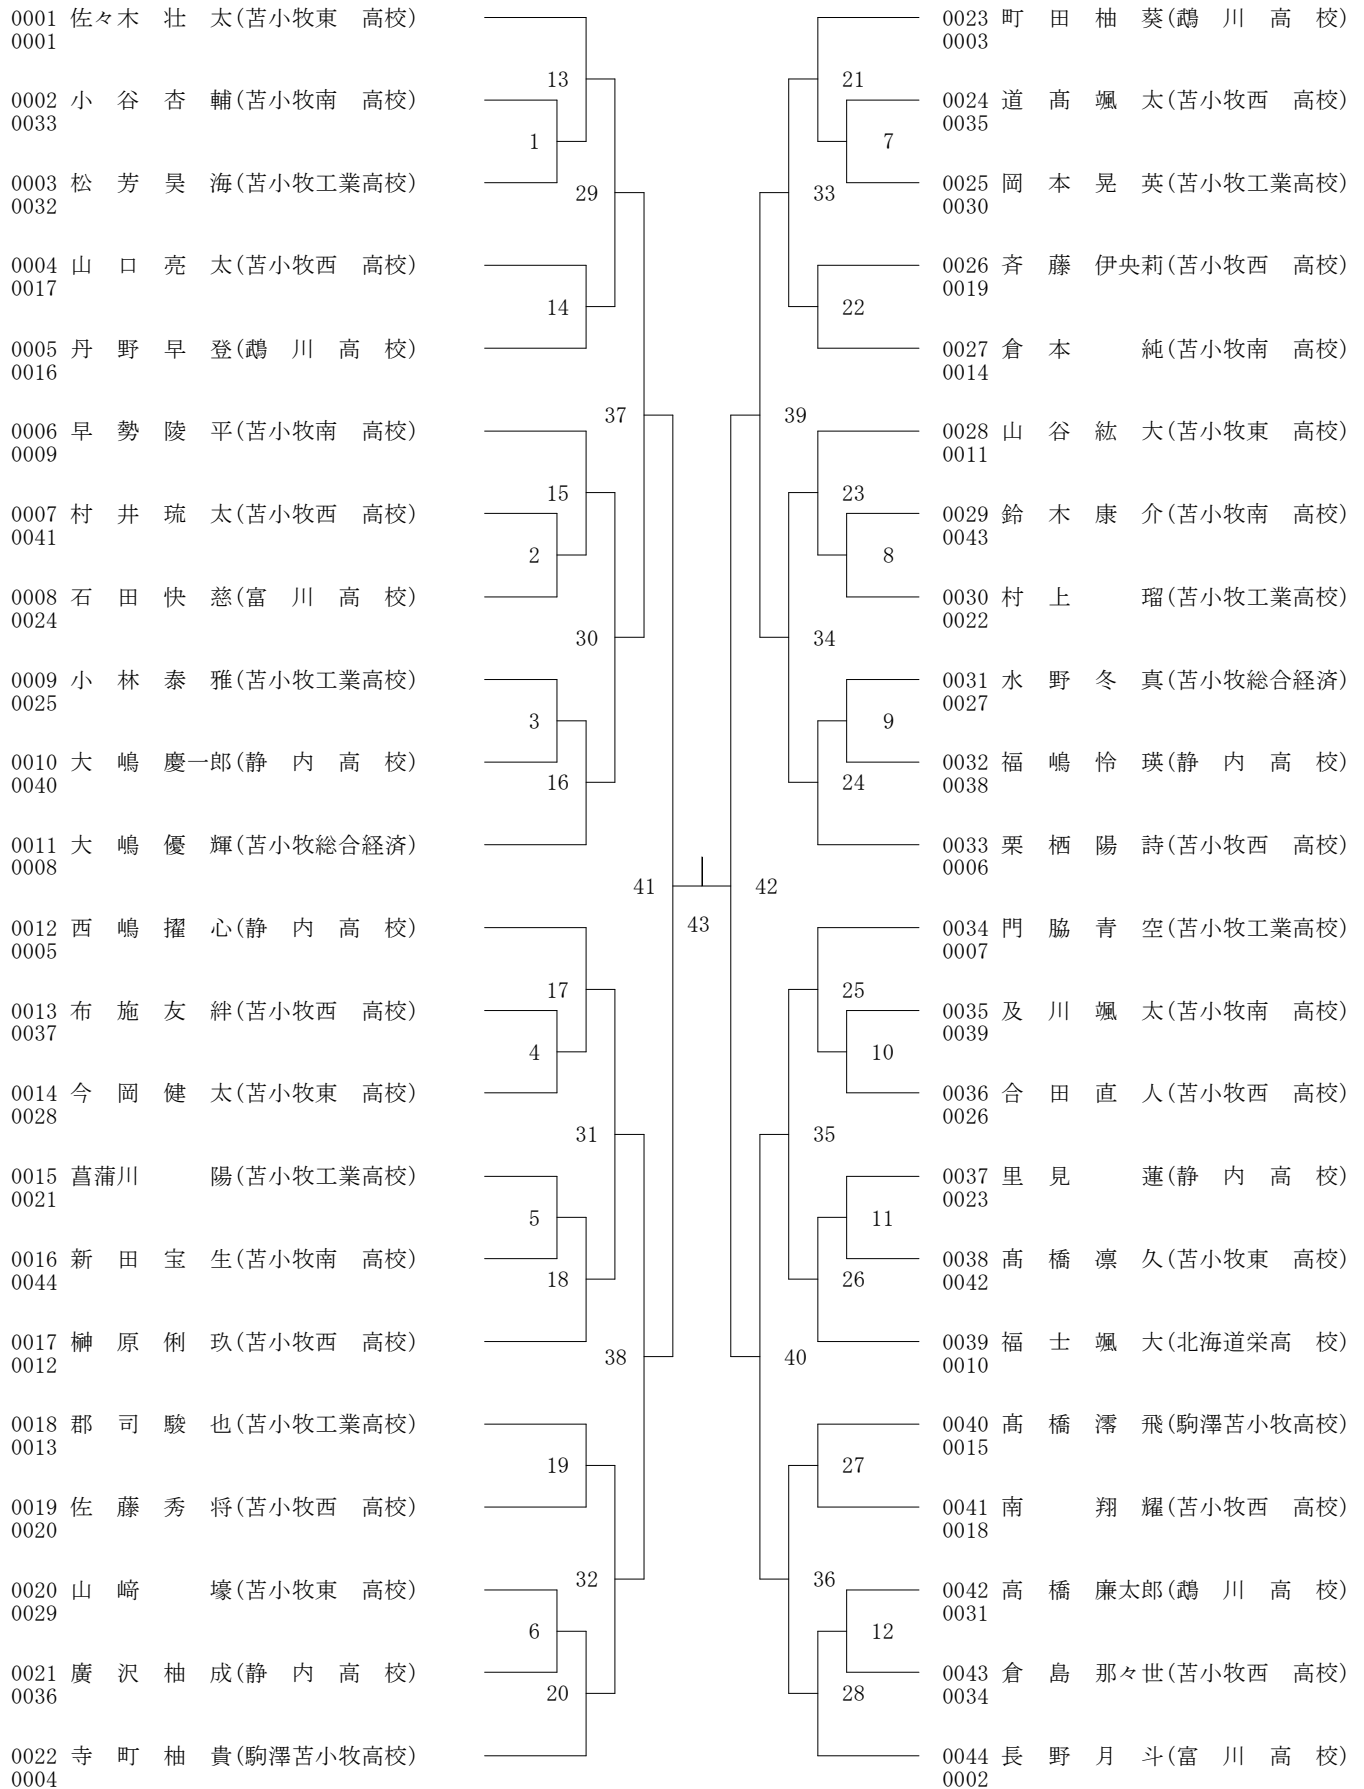 0001 佐々木　壮　太(苫小牧東　高校)
0001
13
0002 小　谷　杏　輔(苫小牧南　高校)
0033
1
0003 松　芳　昊　海(苫小牧工業高校)
0032
29
0004 山　口　亮　太(苫小牧西　高校)
0017
14
0005 丹　野　早　登(鵡　川　高　校)
0016
37
0006 早　勢　陵　平(苫小牧南　高校)
0009
15
0007 村　井　琉　太(苫小牧西　高校)
0041
2
0008 石　田　快　慈(富　川　高　校)
0024
30
0009 小　林　泰　雅(苫小牧工業高校)
0025
3
0010 大　嶋　慶一郎(静　内　高　校)
0040
16
0011 大　嶋　優　輝(苫小牧総合経済)
0008
41
0012 西　嶋　擢　心(静　内　高　校)
0005
17
0013 布　施　友　絆(苫小牧西　高校)
0037
4
0014 今　岡　健　太(苫小牧東　高校)
0028
31
0015 菖蒲川　　　陽(苫小牧工業高校)
0021
5
0016 新　田　宝　生(苫小牧南　高校)
0044
18
0017 榊　原　俐　玖(苫小牧西　高校)
0012
38
0018 郡　司　駿　也(苫小牧工業高校)
0013
19
0019 佐　藤　秀　将(苫小牧西　高校)
0020
32
0020 山　﨑　　　壕(苫小牧東　高校)
0029
6
0021 廣　沢　柚　成(静　内　高　校)
0036
20
0022 寺　町　柚　貴(駒澤苫小牧高校)
0004
43
0023 町　田　柚　葵(鵡　川　高　校)
0003
21
0024 道　髙　颯　太(苫小牧西　高校)
0035
7
0025 岡　本　晃　英(苫小牧工業高校)
0030
33
0026 斉　藤　伊央莉(苫小牧西　高校)
0019
22
0027 倉　本　　　純(苫小牧南　高校)
0014
39
0028 山　谷　紘　大(苫小牧東　高校)
0011
23
0029 鈴　木　康　介(苫小牧南　高校)
0043
8
0030 村　上　　　瑠(苫小牧工業高校)
0022
34
0031 水　野　冬　真(苫小牧総合経済)
0027
9
0032 福　嶋　怜　瑛(静　内　高　校)
0038
24
0033 栗　栖　陽　詩(苫小牧西　高校)
0006
42
0034 門　脇　青　空(苫小牧工業高校)
0007
25
0035 及　川　颯　太(苫小牧南　高校)
0039
10
0036 合　田　直　人(苫小牧西　高校)
0026
35
0037 里　見　　　蓮(静　内　高　校)
0023
11
0038 髙　橋　凛　久(苫小牧東　高校)
0042
26
0039 福　士　颯　大(北海道栄高　校)
0010
40
0040 髙　橋　澪　飛(駒澤苫小牧高校)
0015
27
0041 南　　　翔　耀(苫小牧西　高校)
0018
36
0042 高　橋　廉太郎(鵡　川　高　校)
0031
12
0043 倉　島　那々世(苫小牧西　高校)
0034
28
0044 長　野　月　斗(富　川　高　校)
0002